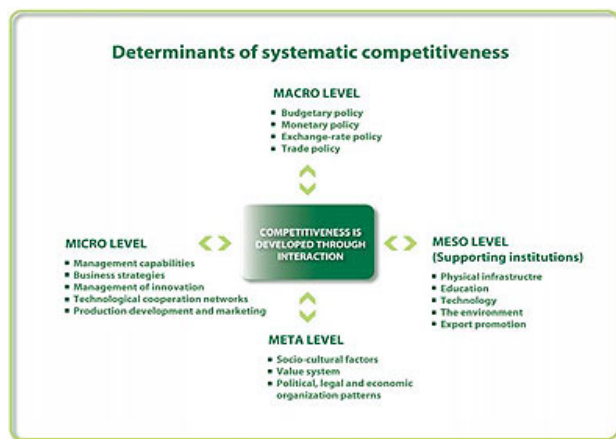 Determinants of systematic competitiveness
MACRO LEVEL
Budgetary policy
Monetary policy
Exchange-rate policy
Trade policy
COMPETITIVENESS IS
DEVELOPED THROUGH
INTERACTION
MICRO LEVEL
Management capabilities
Business strategies
Management of innovation
Technological cooperation networks
Production development and marketing
MESO LEVEL
(Supporting institutions)
Physical infrastructre
Education
Technology
The environment
Export promotion
META LEVEL
Socio-cultural factors
Value system
Political, legal and economic
organization patterns